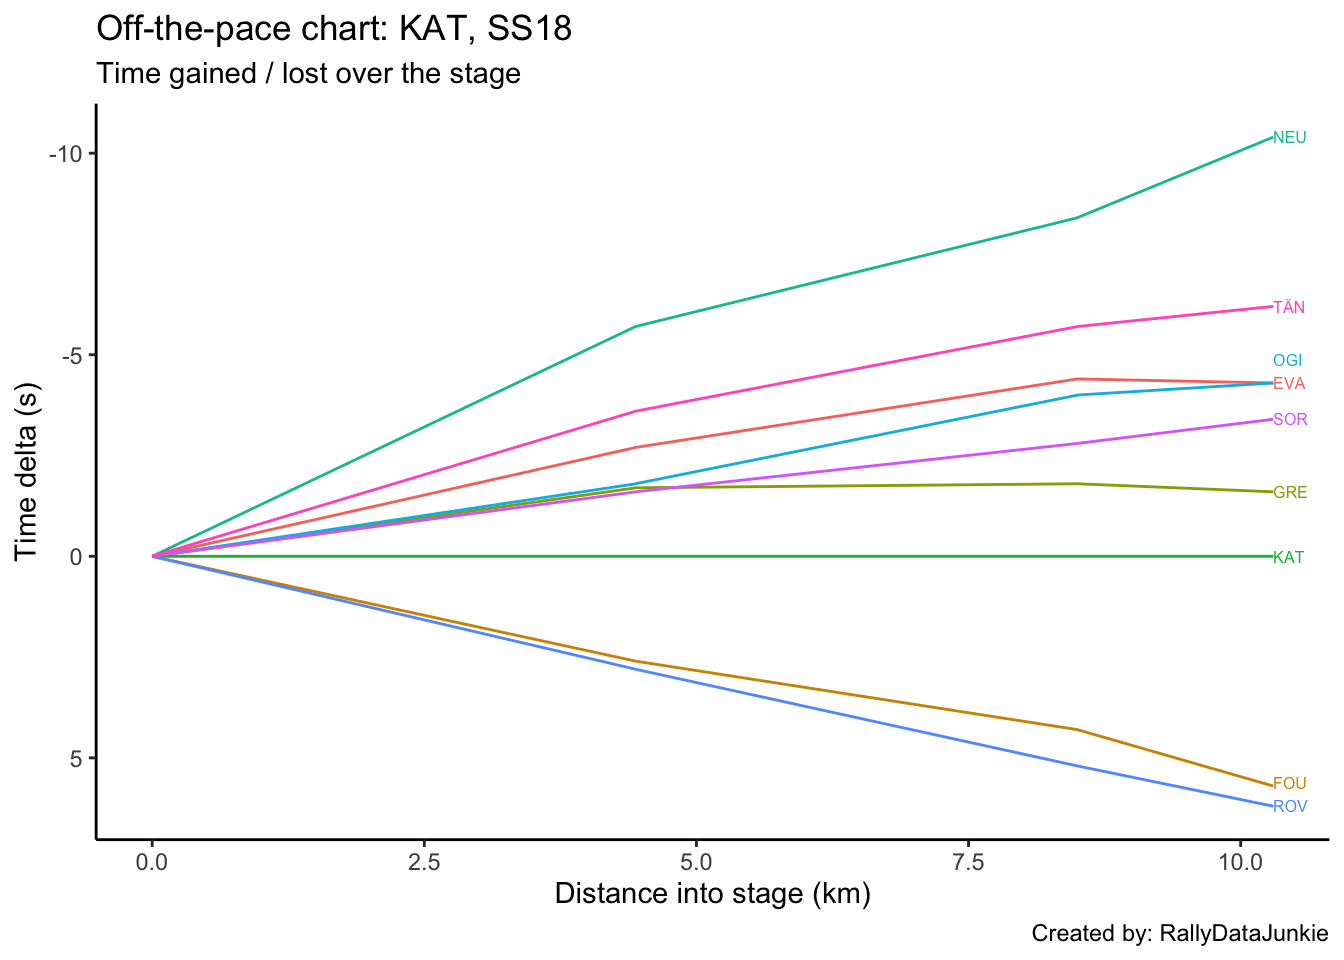 Off-the-pace chart: KAT, SS18
Time gained / lost over the stage
Time delta (s)
-10
-5
0
5
NEU
TÄN
OGI
EVA
SOR
GRE
KAT
FOU
ROV
0.0 2.5 5.0 7.5 10.0
Distance into stage (km)
Created by: RallyDataJunkie